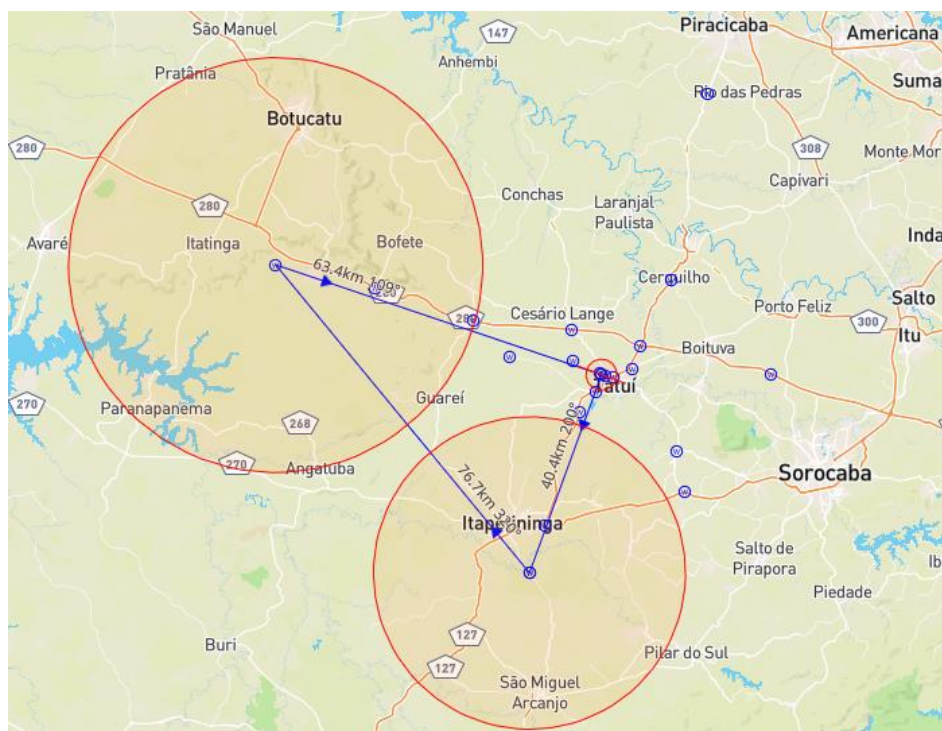 São Manuel
Piracicaba
Americana
147
Anhembi
Pratânia
Suma
Rio das Pedras
Botucatu
280
308
Monte Mor
Capivari
Conchas
Laranjal
Paulista
280
Avaré
Itatinga
Bofete
Inda
63.4km 109°
Cerquilho
280
Porto Feliz
Salto
Cesário Lange
280
300
Itu
Boituva
Tatuí
270
Paranapanema
Guareí
268
40.4km 200°
270
Angatuba
76.7km 320°
Sorocaba
Itapetininga
Salto de
Pirapora
Ib
Piedade
127
Buri
127
Pilar do Sul
São Miguel
Arcanjo